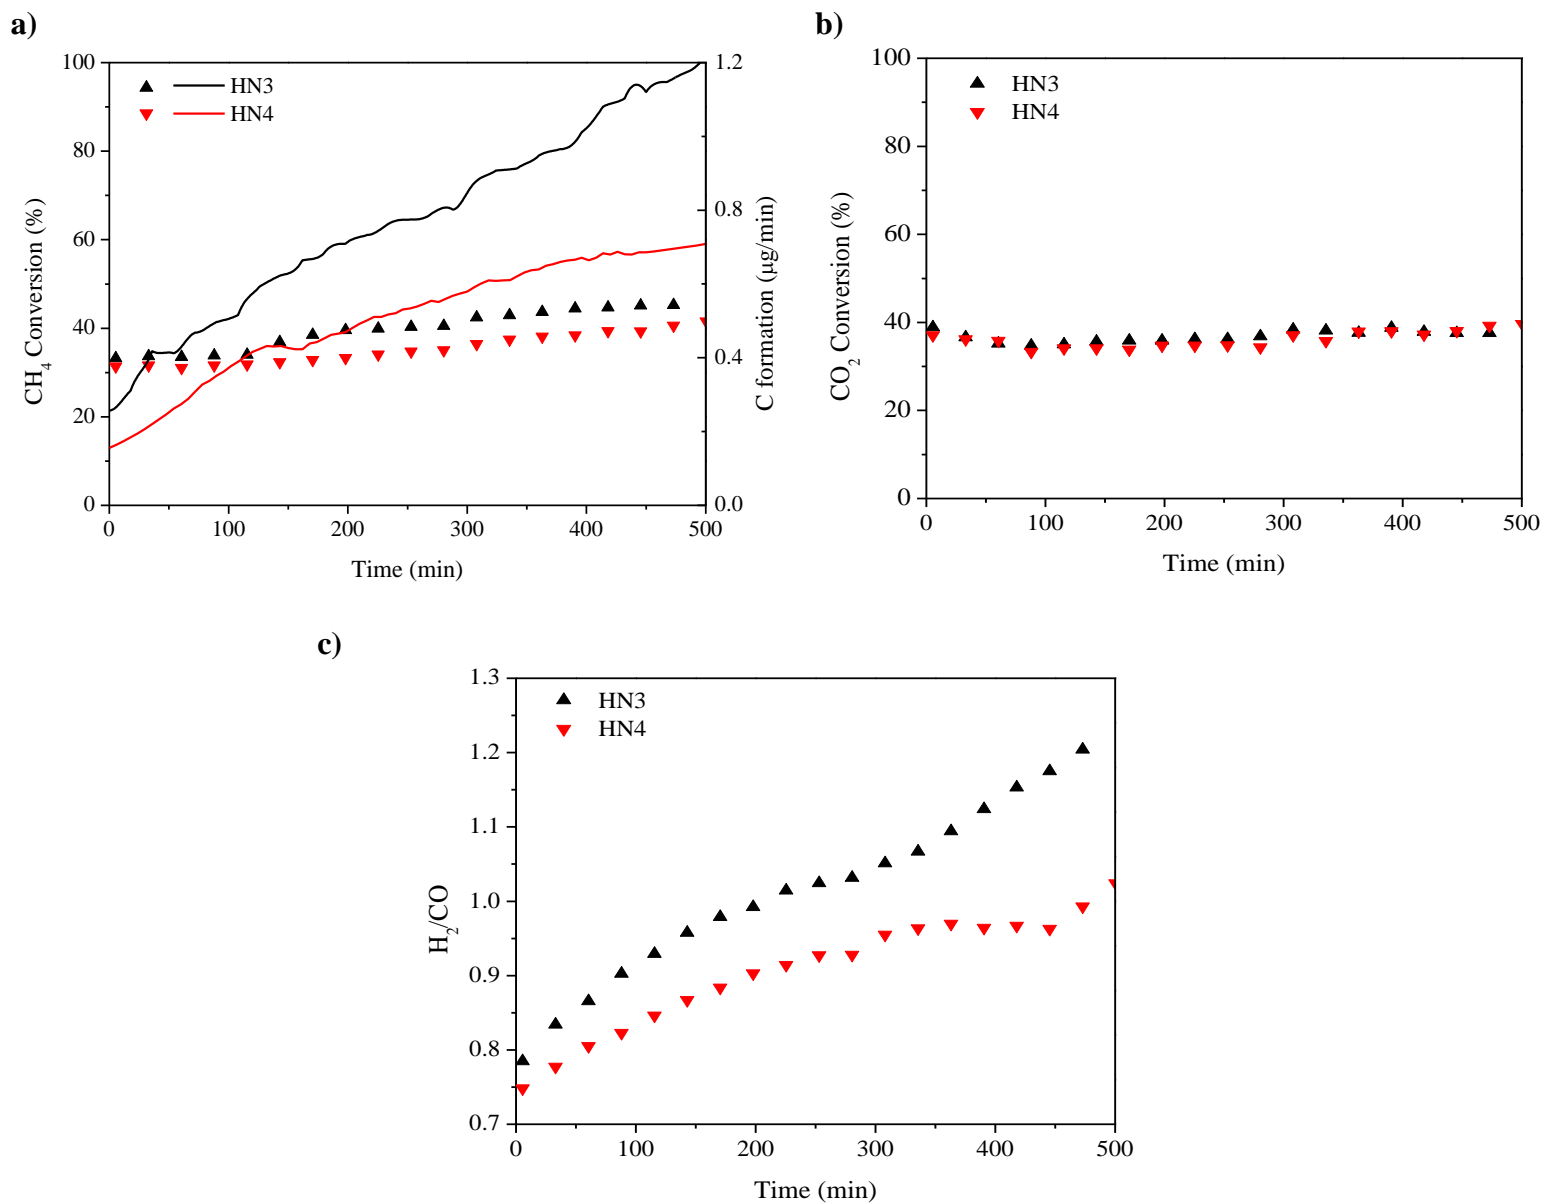 a)
HN3
HN4
100
80
60
40
20
0
1.2
0.8
0.4
0.0
0 100 200 300 400 500
CH4 Conversion (%)
C formation (μg/min)
Time (min)
b)
HN3
HN4
100
80
60
40
20
0
0 100 200 300 400 500
CO2 Conversion (%)
Time (min)
c)
HN3
HN4
1.3
1.2
1.1
1.0
0.9
0.8
0.7
0 100 200 300 400 500
H2/CO
Time (min)